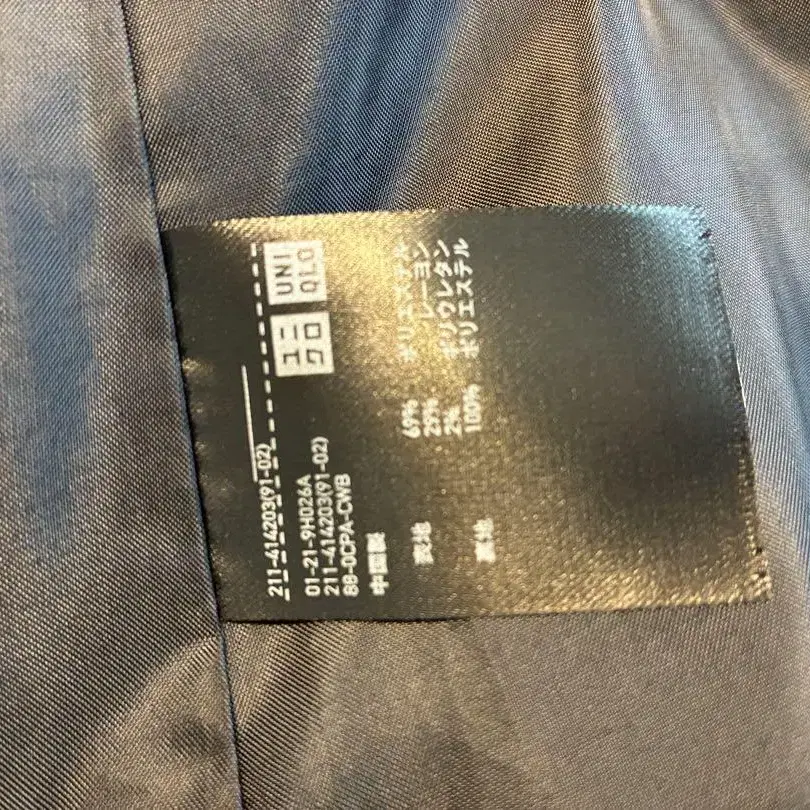 211-414203(91-02)
ユニ
クロ
UNI
QLO
01-21-9H026A
211-414203(91-02)
88-0CPA-CWB
中国製
表地 69% ポリエステル
29% レーヨン
2% ポリウレタン
裏地 100% ポリエステル